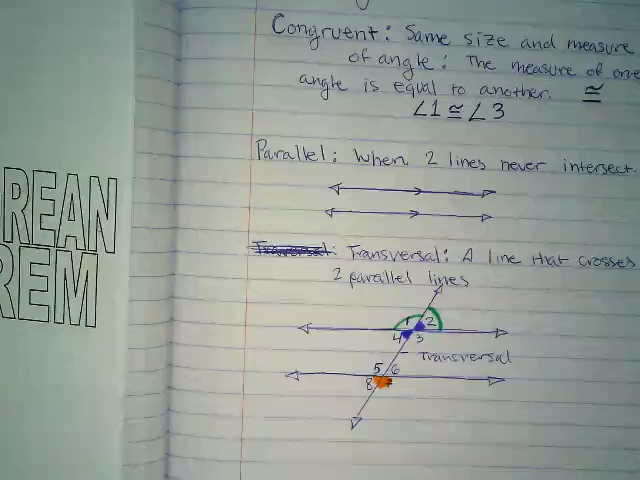 Congruent: Same size and measure
of angle: The measure of one
angle is equal to another. ≅
∠1 ≅ ∠3
Parallel: When 2 lines never intersect.
Transversal: A line that crosses
2 parallel lines
1 2
4 3
Transversal
5 6
8 7
REAN
REM